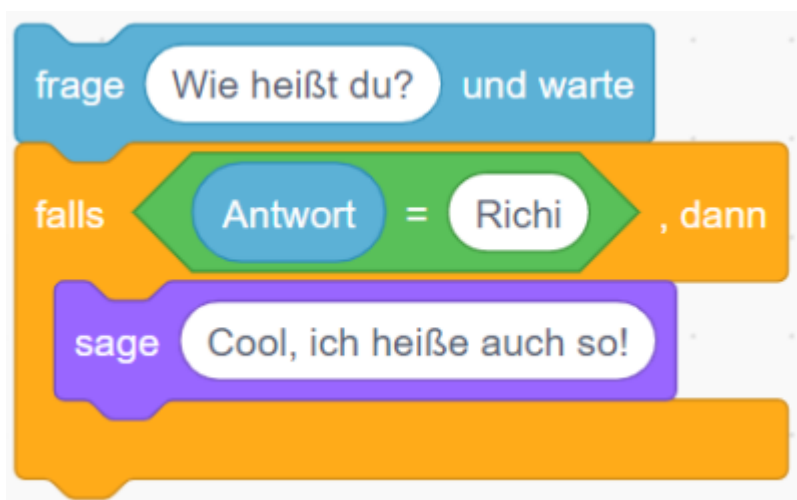 frage Wie heißt du? und warte
falls Antwort = Richi , dann
sage Cool, ich heiße auch so!